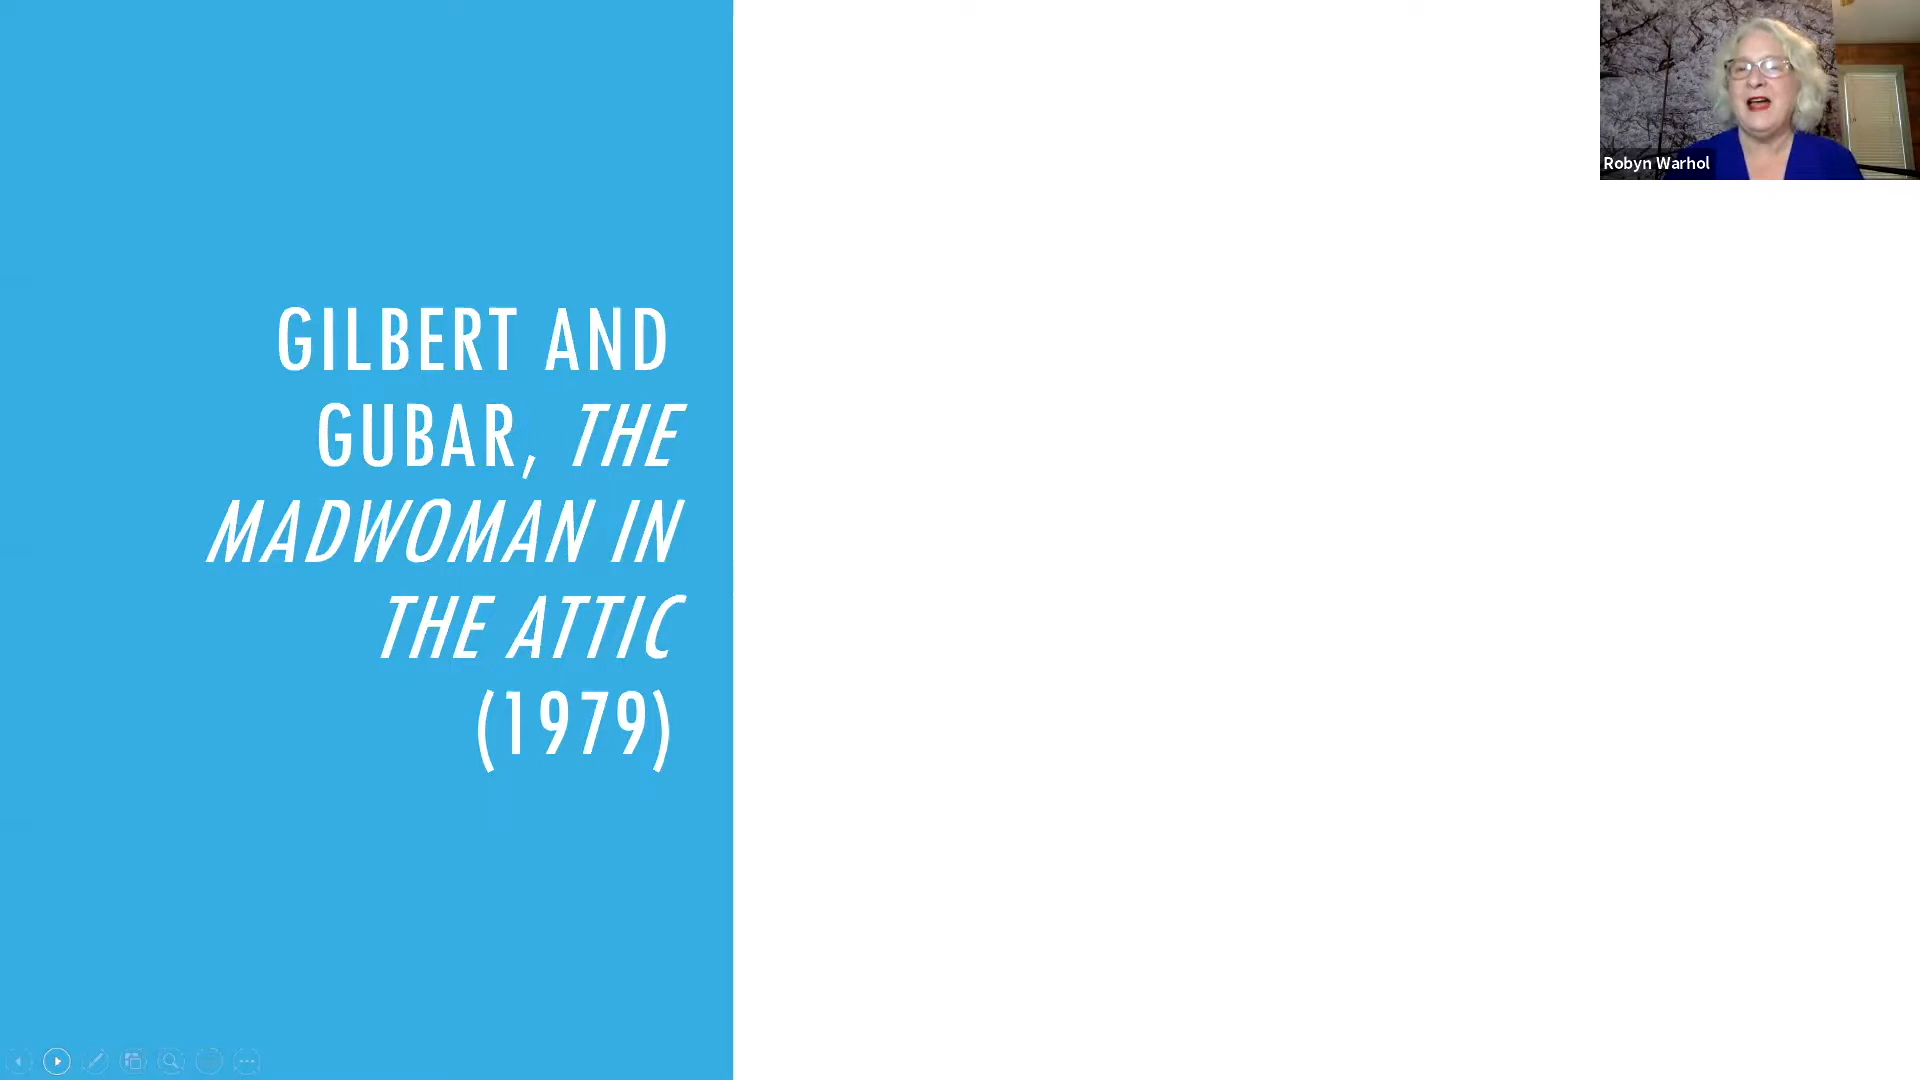 GILBERT AND
GUBAR, THE
MADWOMAN IN
THE ATTIC
(1979)
Robyn Warhol